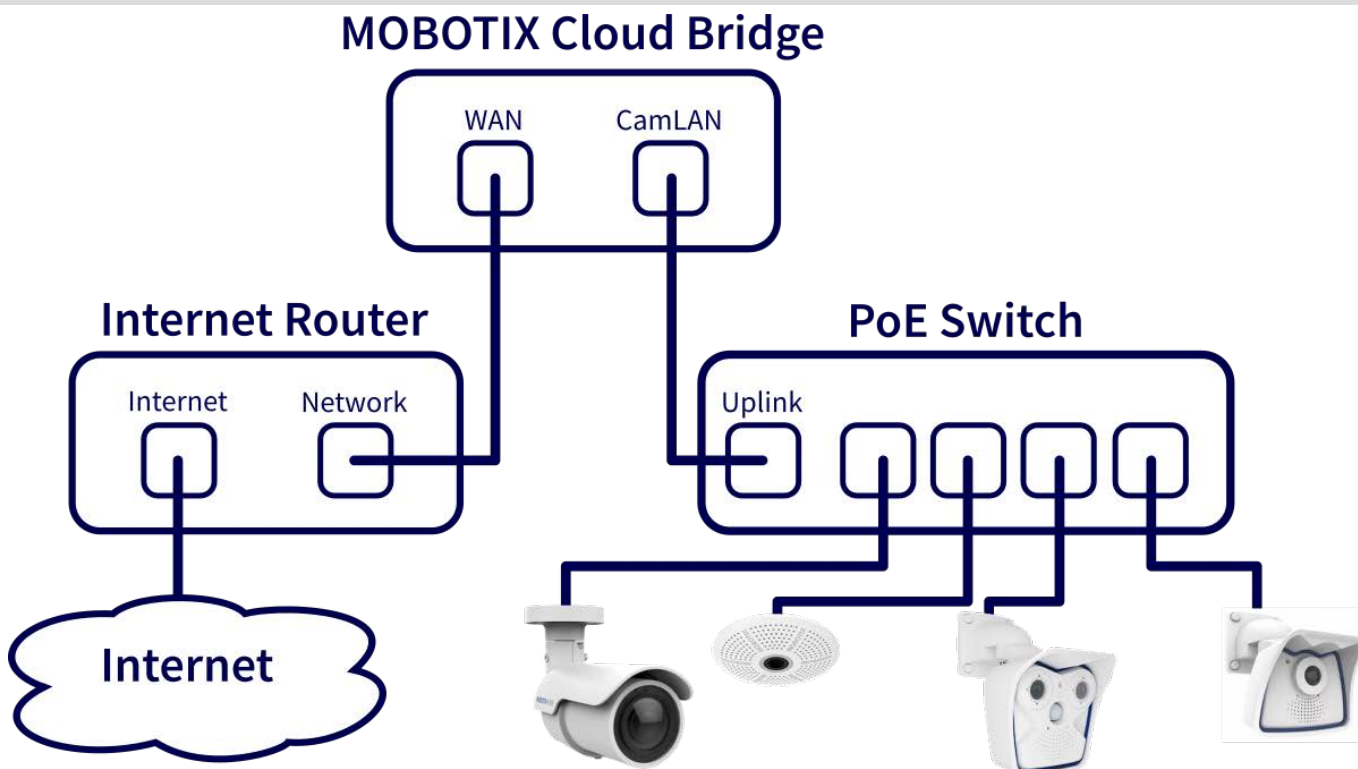 MOBOTIX Cloud Bridge
WAN
CamLAN
Internet Router
PoE Switch
Internet
Network
Uplink
Internet